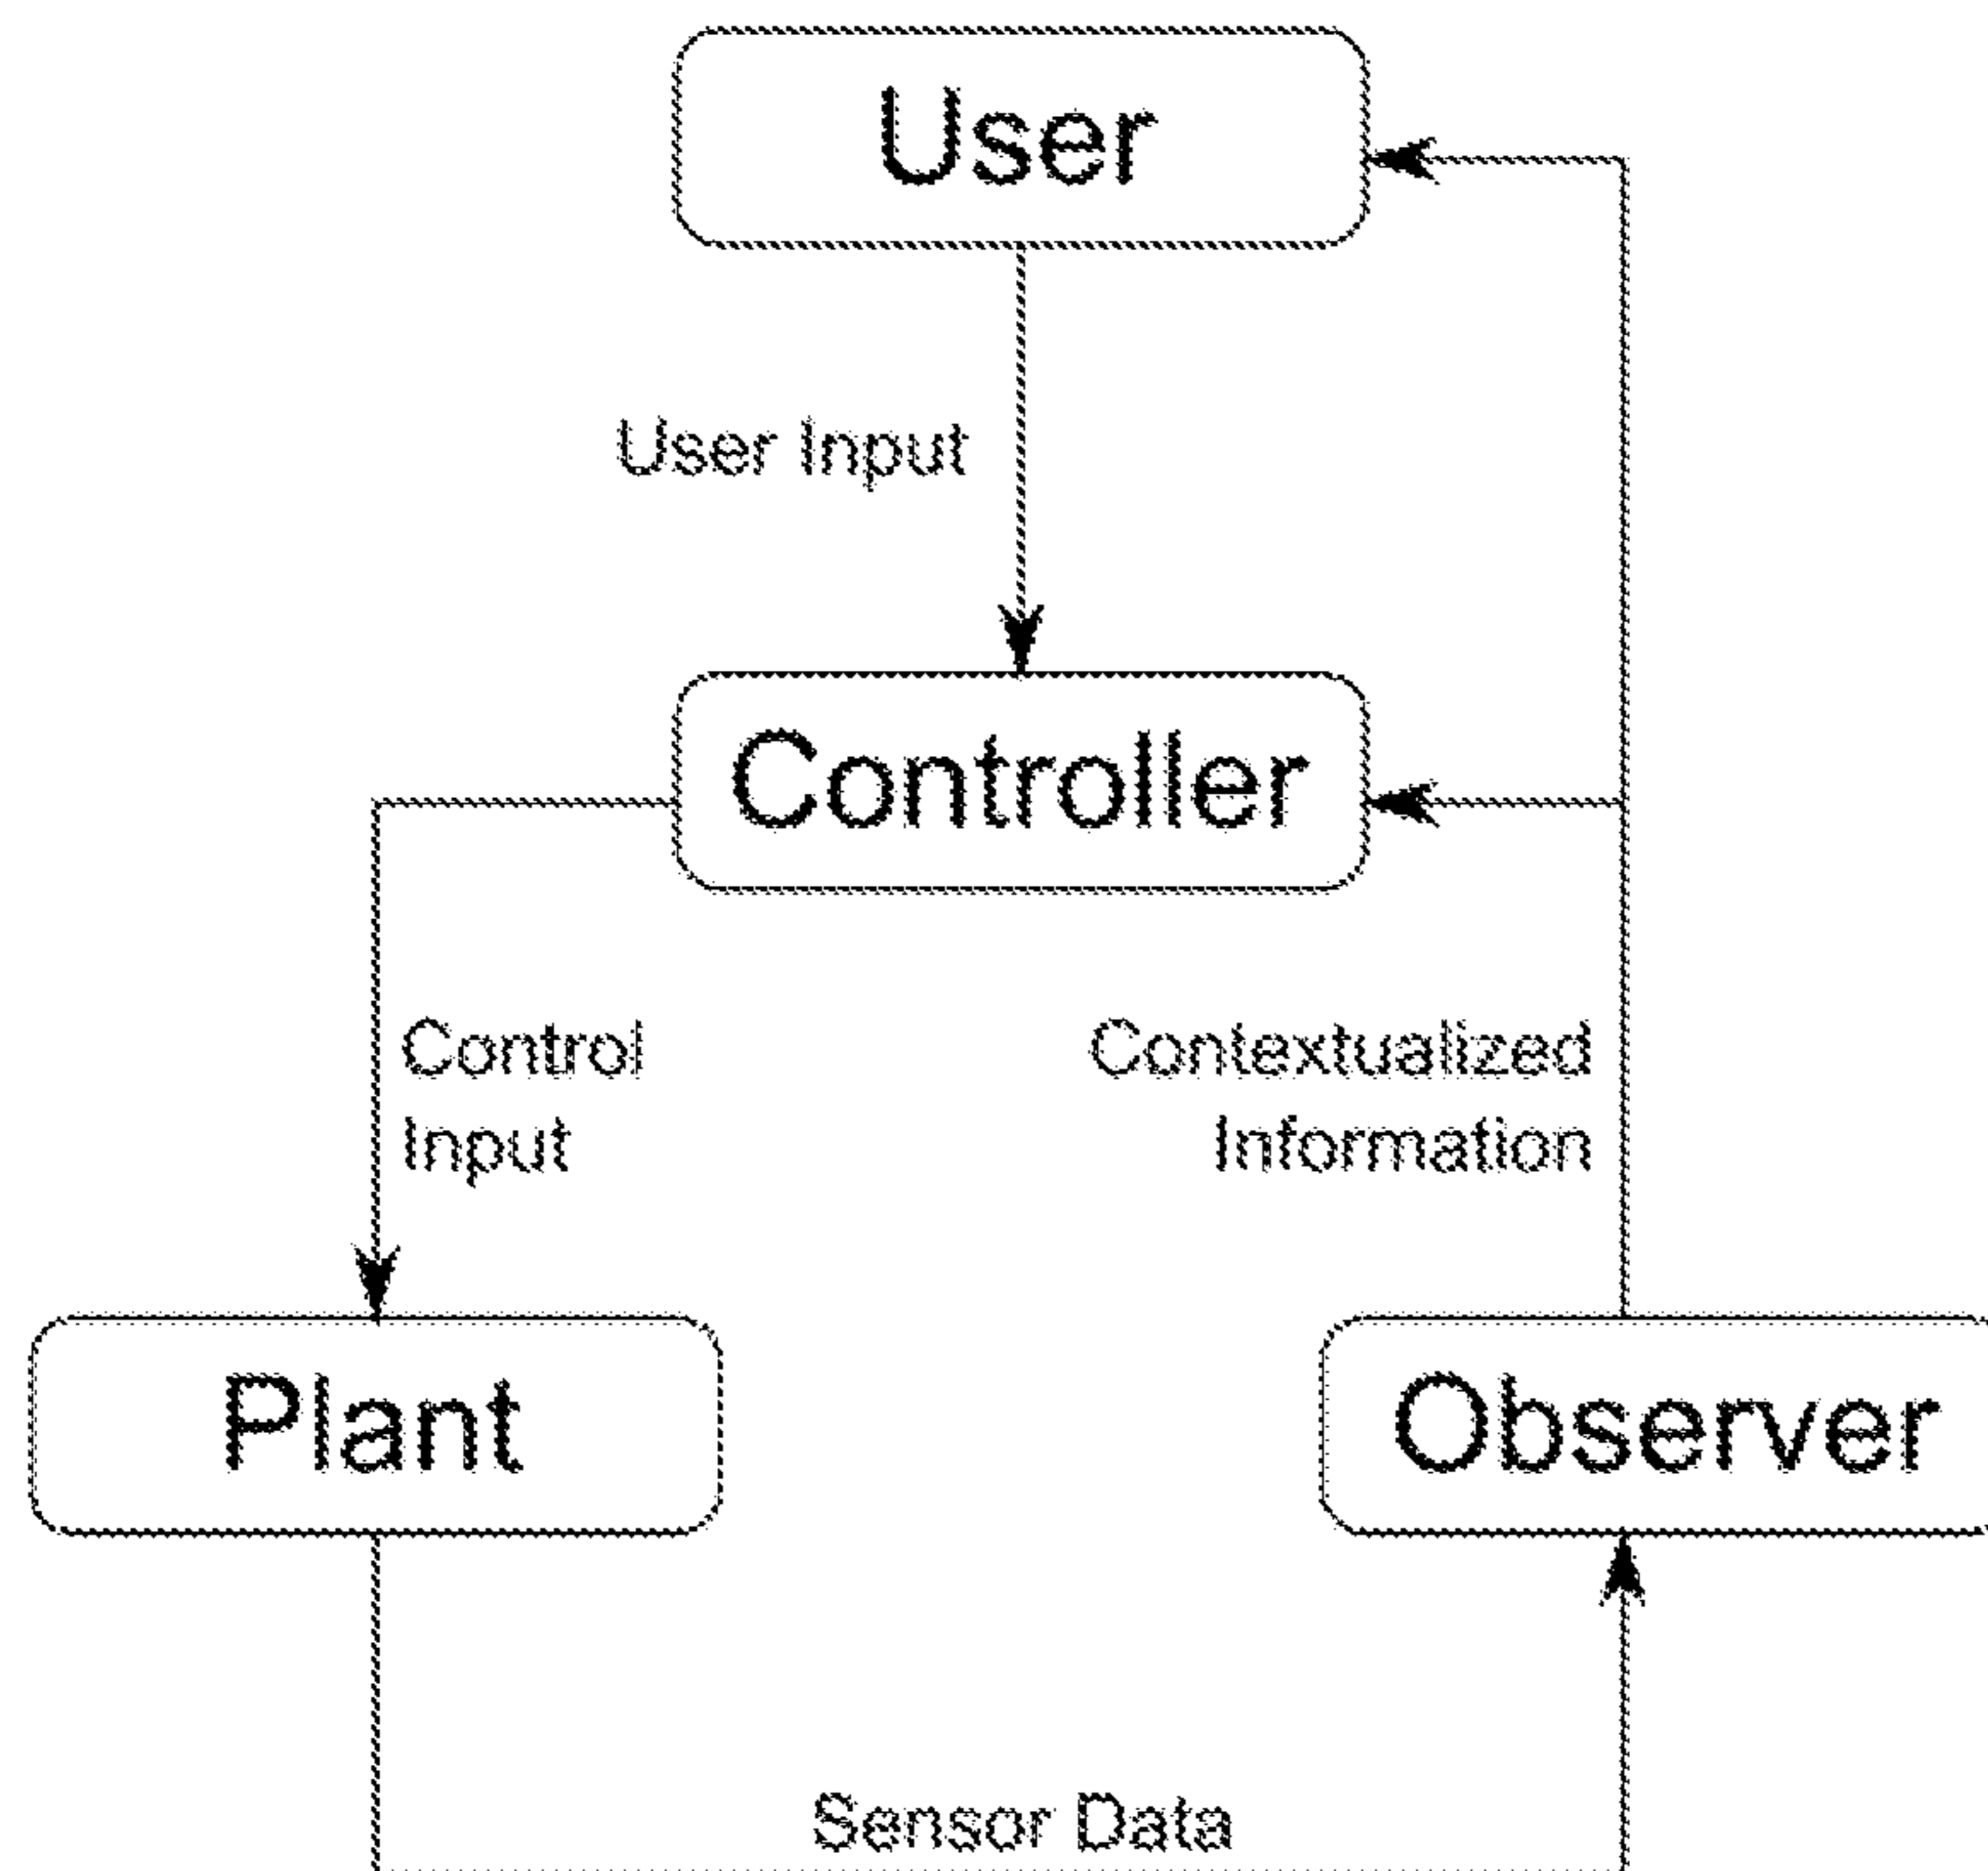 User
User Input
Controller
Control
Input
Contextualized
Information
Plant
Observer
Sensor Data